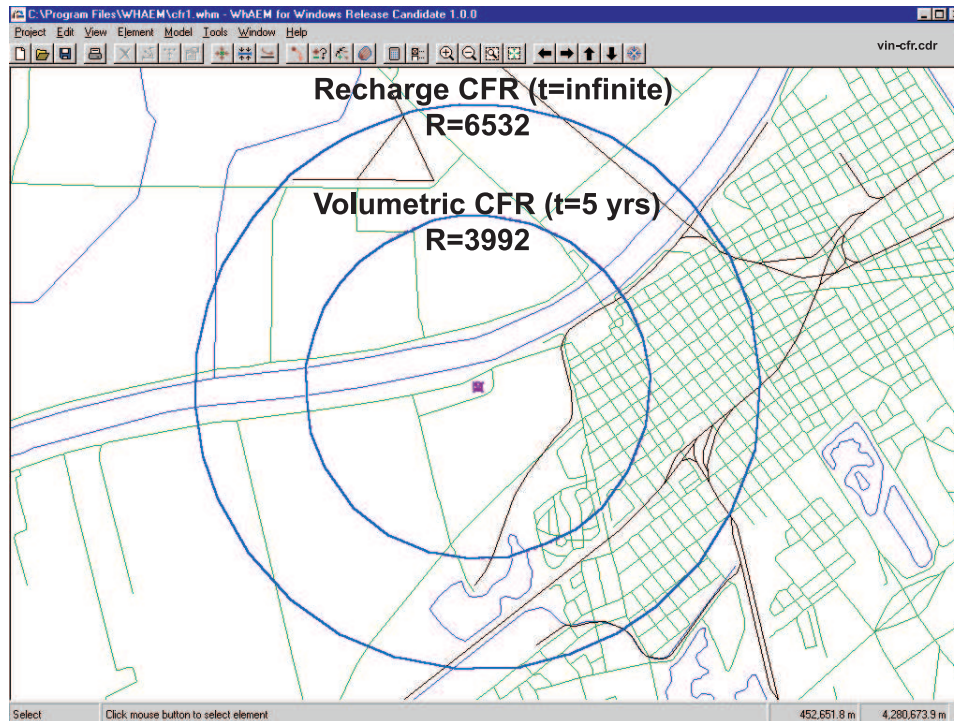 C:\Program Files\WHAEM\cfr1.whm - WhAEM for Windows Release Candidate 1.0.0
Project Edit View Element Model Tools Window Help
vin-cfr.cdr
Recharge CFR (t=infinite)
R=6532
Volumetric CFR (t=5 yrs)
R=3992
Select Click mouse button to select element 452,651.8 m 4,280,673.9 m